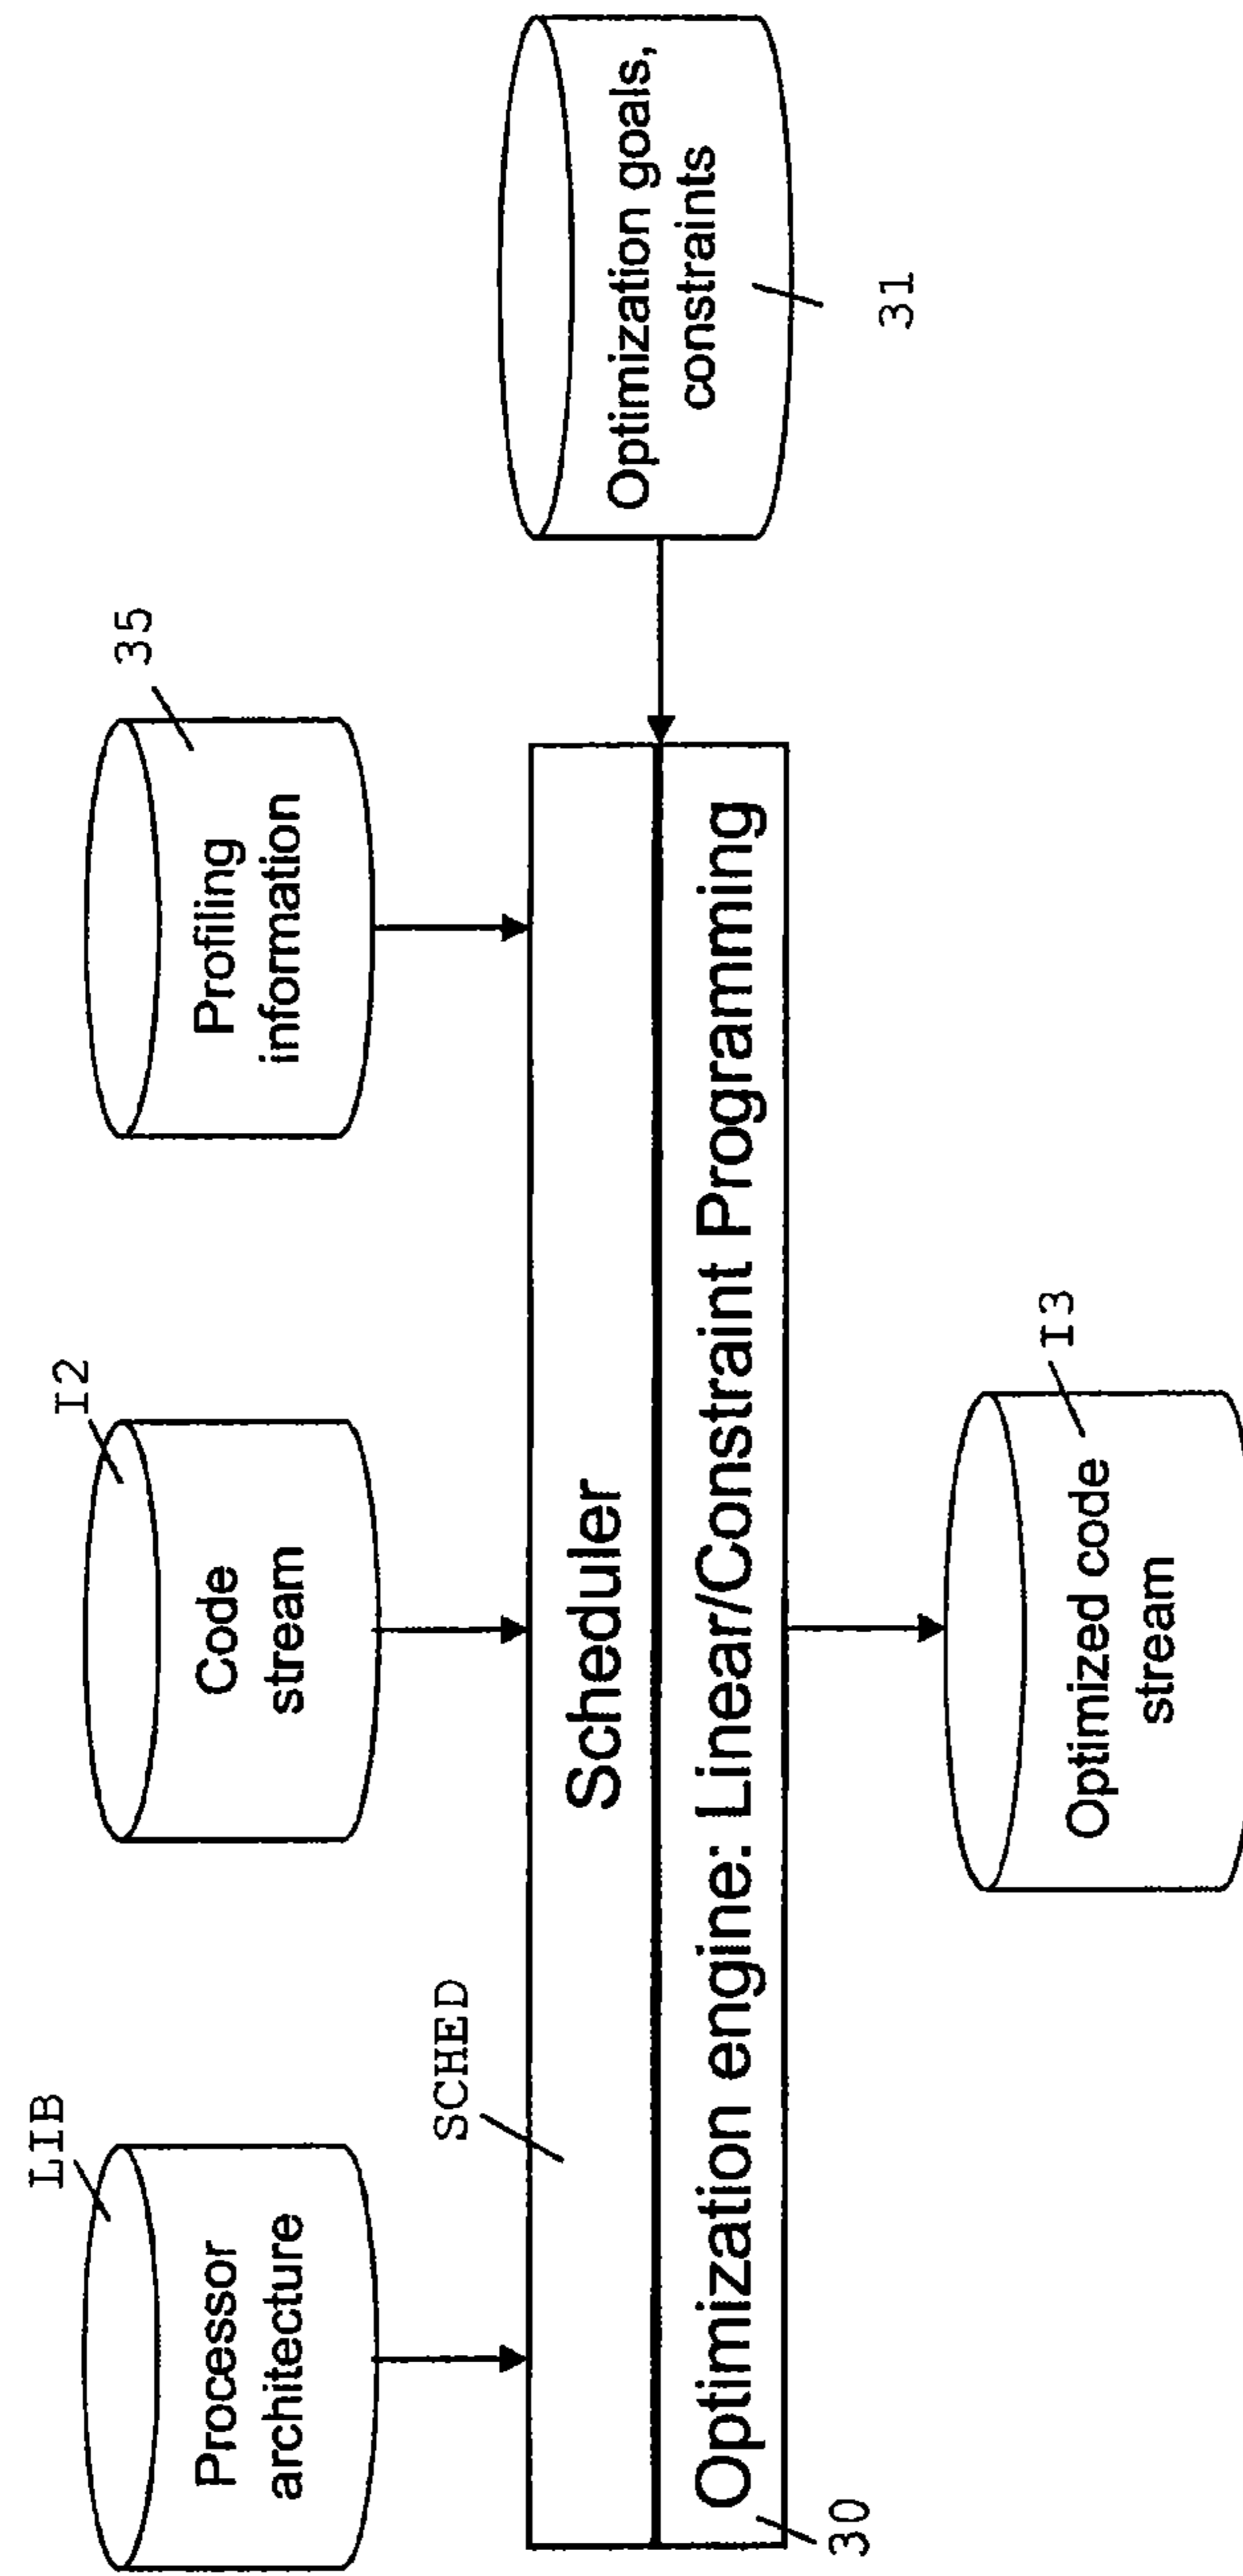 LIB
Processor
architecture
I2
Code
stream
35
Profiling
information
SCHED
Scheduler
Optimization engine: Linear/Constraint Programming
30
Optimization goals,
constraints
31
Optimized code
stream
I3